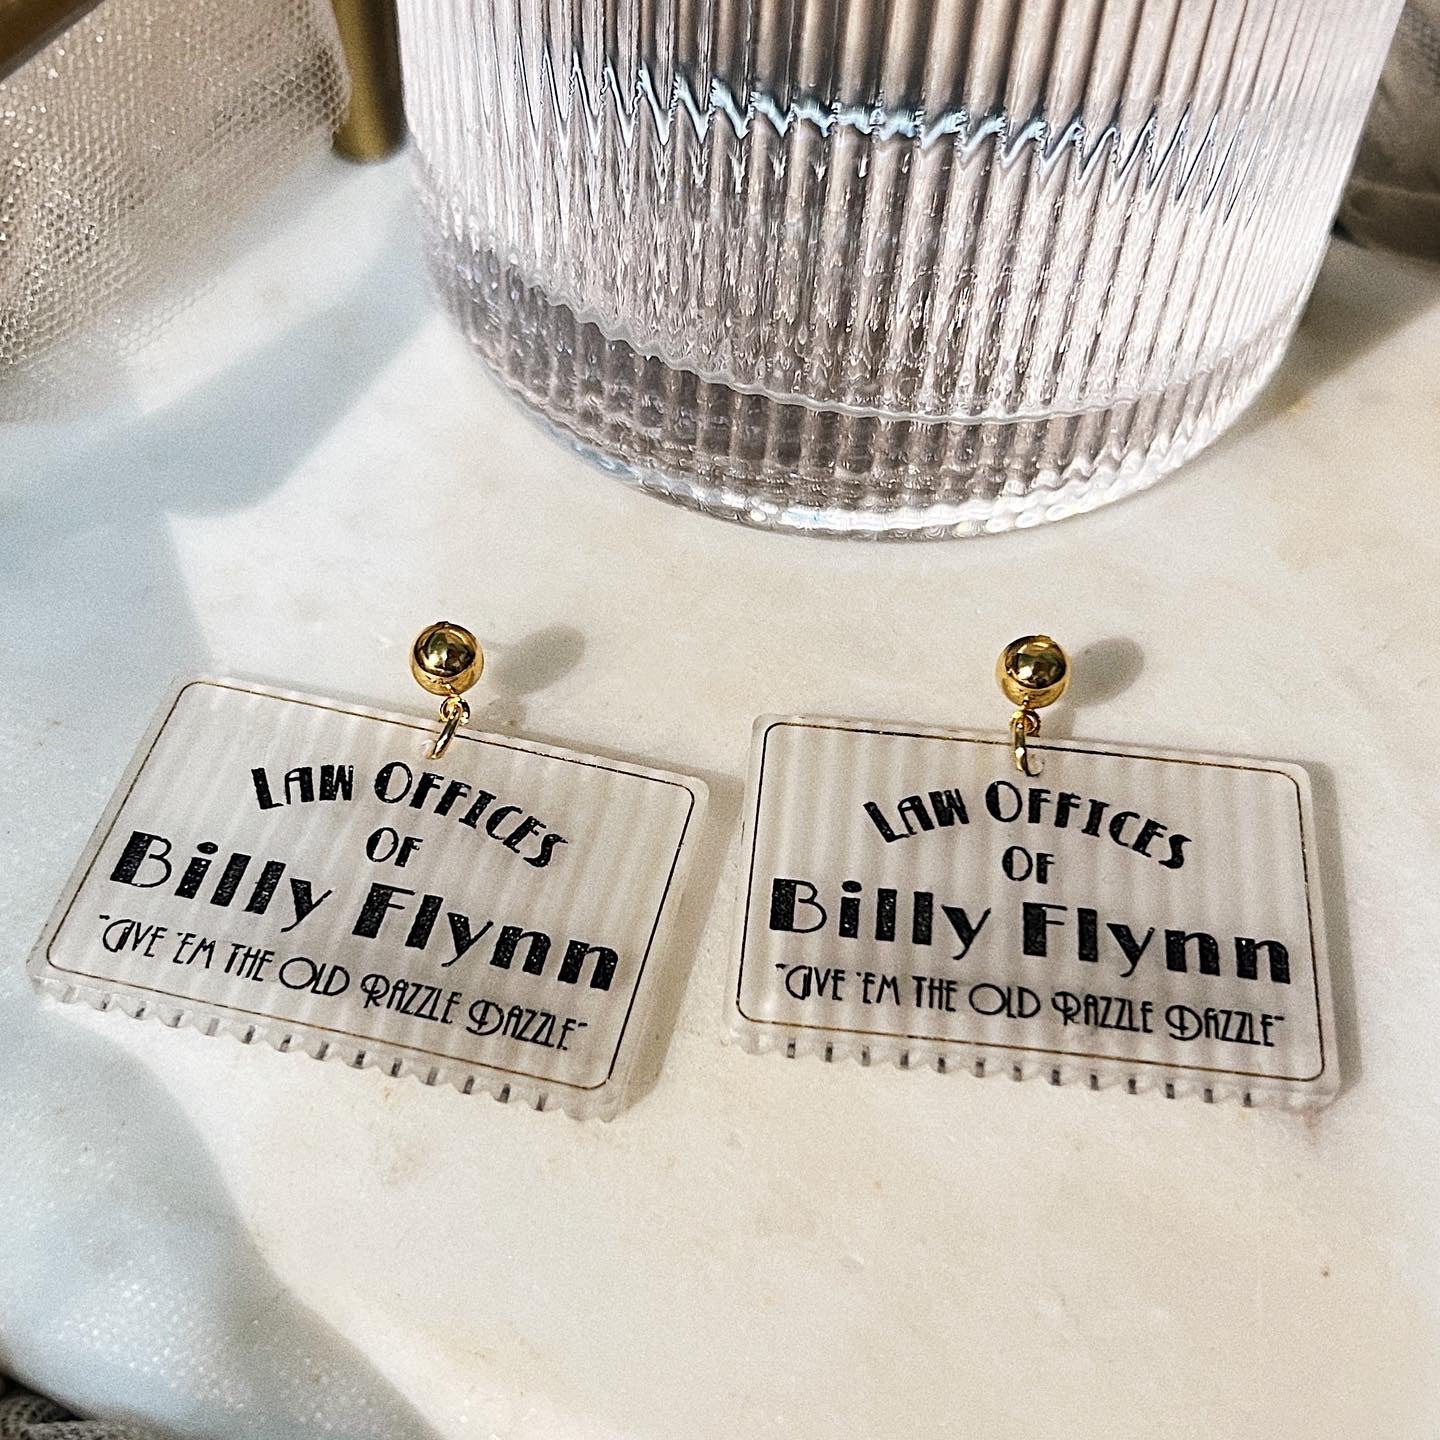 Law Offices
of
Billy Flynn
"Give 'em the Old Razzle Dazzle"
Law Offices
of
Billy Flynn
"Give 'em the Old Razzle Dazzle"